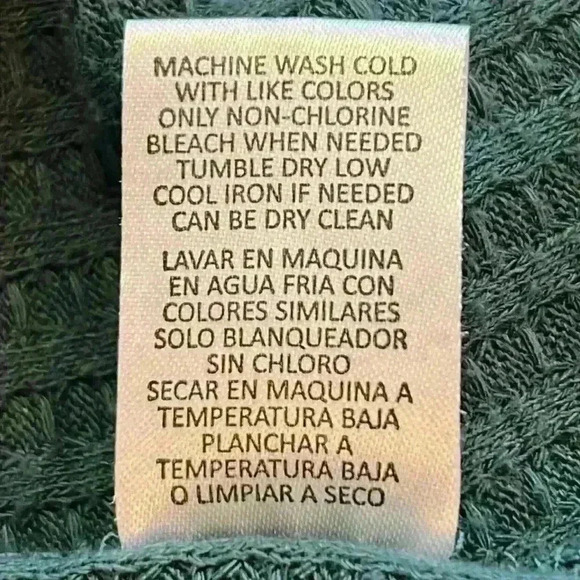 MACHINE WASH COLD
WITH LIKE COLORS
ONLY NON-CHLORINE
BLEACH WHEN NEEDED
TUMBLE DRY LOW
COOL IRON IF NEEDED
CAN BE DRY CLEAN
LAVAR EN MAQUINA
EN AGUA FRIA CON
COLORES SIMILARES
SOLO BLANQUEADOR
SIN CHLORO
SECAR EN MAQUINA A
TEMPERATURA BAJA
PLANCHAR A
TEMPERATURA BAJA
O LIMPIAR A SECO